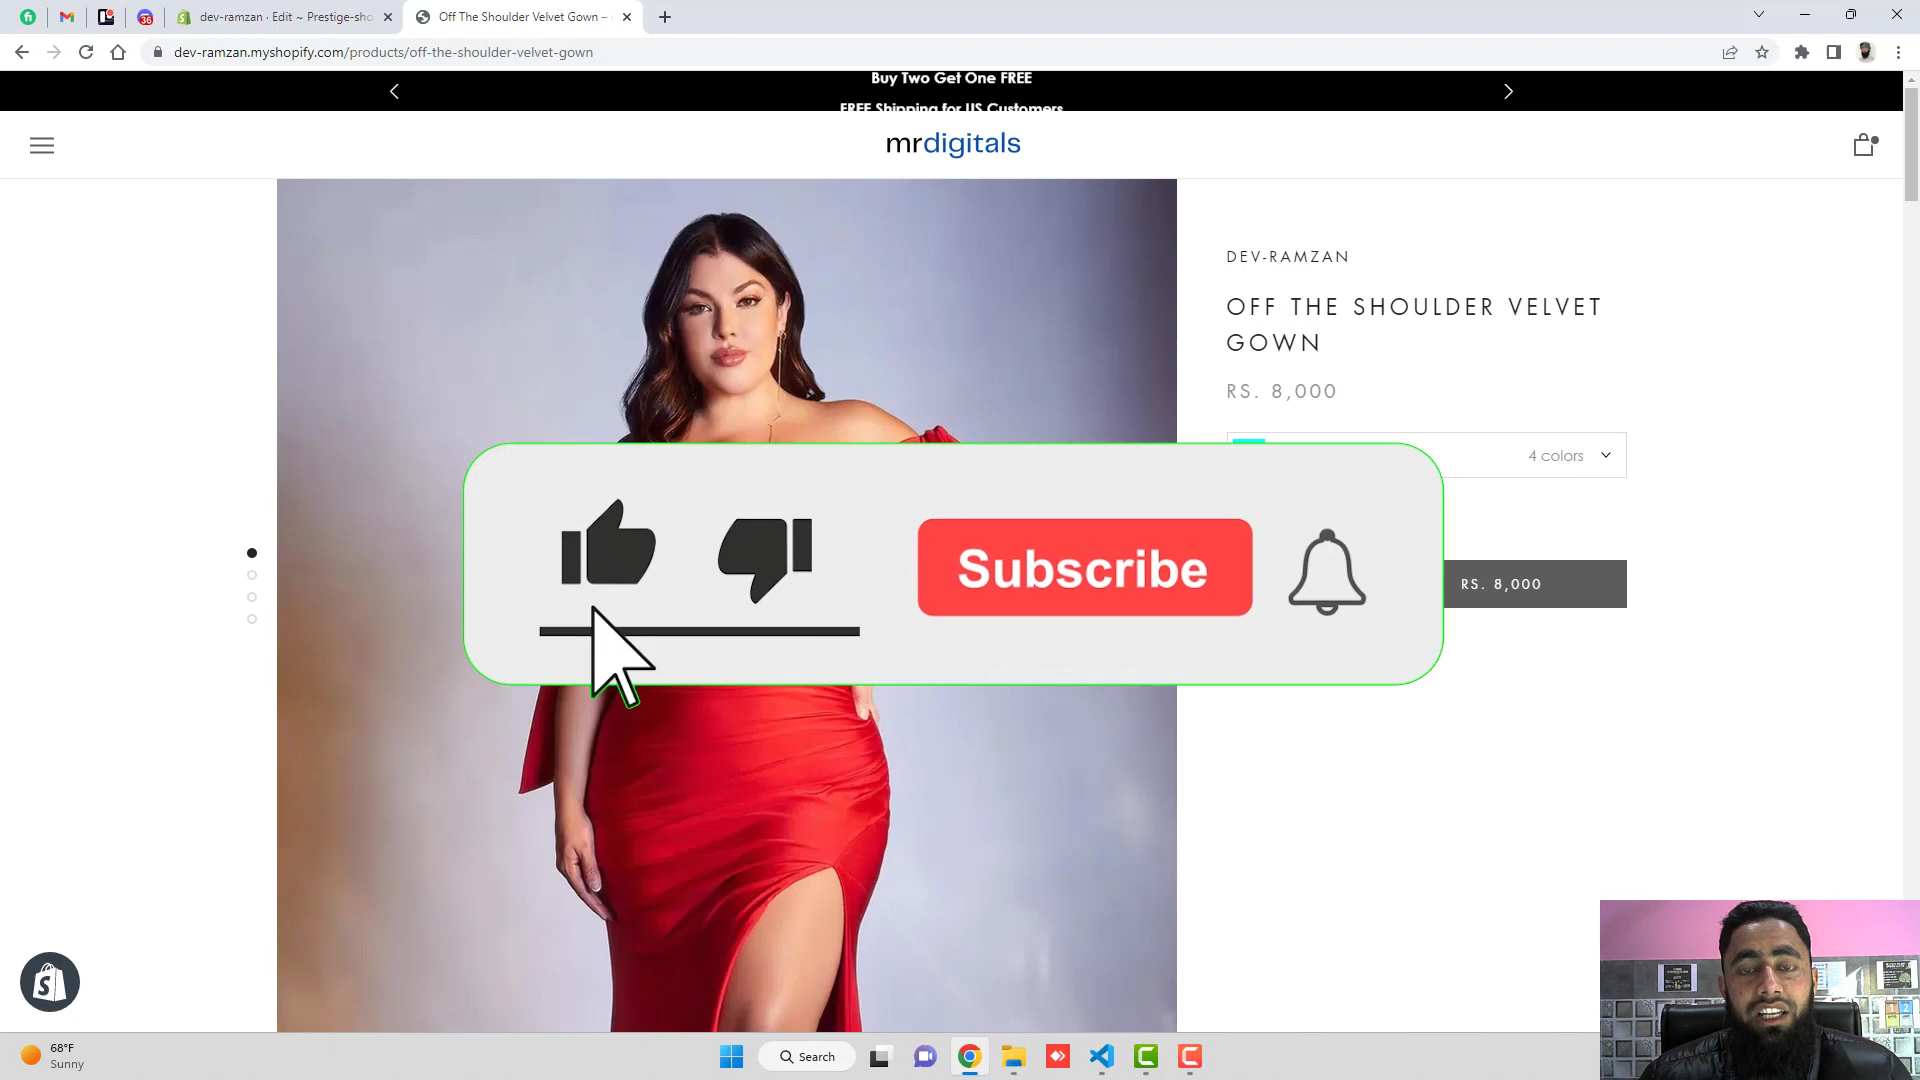 36
dev-ramzan · Edit ~ Prestige-sho
Off The Shoulder Velvet Gown –
dev-ramzan.myshopify.com/products/off-the-shoulder-velvet-gown
Buy Two Get One FREE
FREE Shipping for US Customers
mrdigitals
DEV-RAMZAN
OFF THE SHOULDER VELVET
GOWN
RS. 8,000
4 colors
Subscribe
RS. 8,000
68°F
Sunny
Search